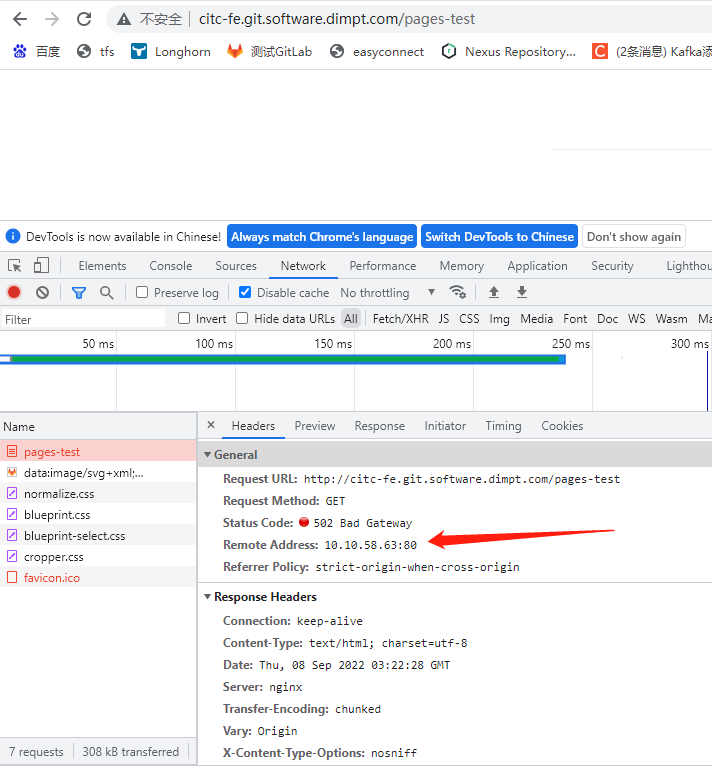 不安全 citc-fe.git.software.dimpt.com/pages-test
百度 tfs Longhorn 测试GitLab easyconnect Nexus Repository... (2条消息) Kafka添
DevTools is now available in Chinese! Always match Chrome's language Switch DevTools to Chinese Don't show again
Elements Console Sources Network Performance Memory Application Security Lighthou
Preserve log Disable cache No throttling
Filter Invert Hide data URLs All Fetch/XHR JS CSS Img Media Font Doc WS Wasm Ma
50 ms 100 ms 150 ms 200 ms 250 ms 300 ms
Name
pages-test
data:image/svg+xml;...
normalize.css
blueprint.css
blueprint-select.css
cropper.css
favicon.ico
7 requests 308 kB transferred
× Headers Preview Response Initiator Timing Cookies
General
Request URL: http://citc-fe.git.software.dimpt.com/pages-test
Request Method: GET
Status Code: 502 Bad Gateway
Remote Address: 10.10.58.63:80
Referrer Policy: strict-origin-when-cross-origin
Response Headers
Connection: keep-alive
Content-Type: text/html; charset=utf-8
Date: Thu, 08 Sep 2022 03:22:28 GMT
Server: nginx
Transfer-Encoding: chunked
Vary: Origin
X-Content-Type-Options: nosniff